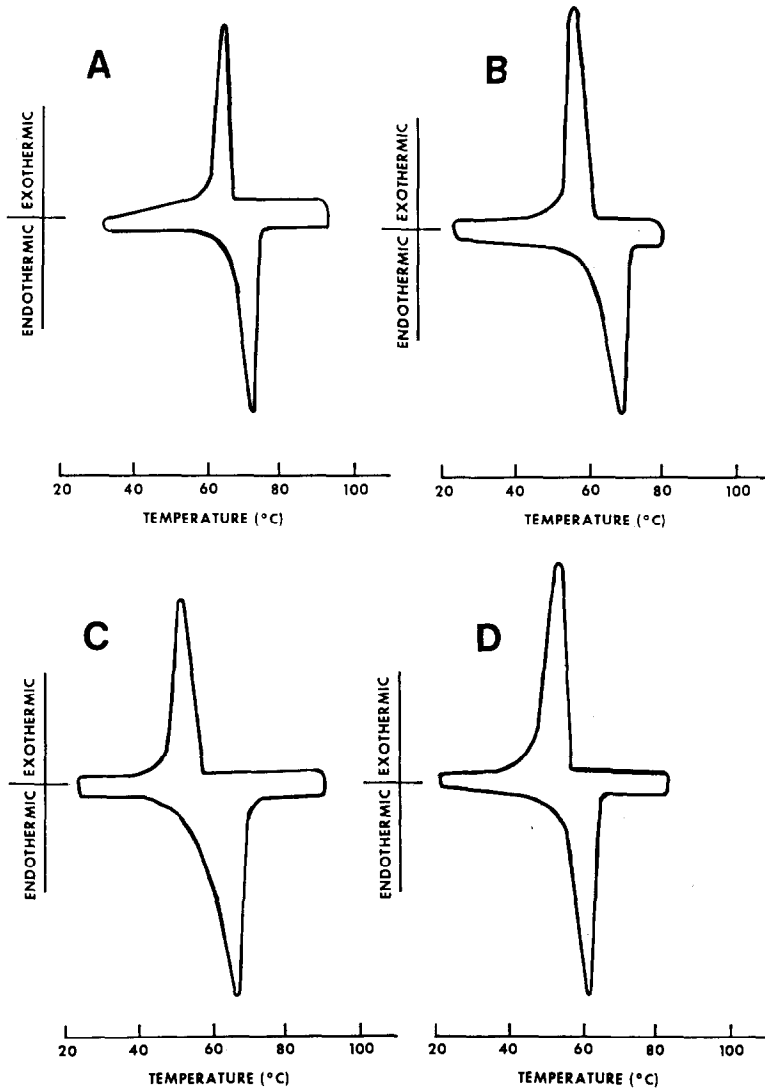 A
EXOTHERMIC
ENDOTHERMIC
20 40 60 80 100
TEMPERATURE (°C)
B
EXOTHERMIC
ENDOTHERMIC
20 40 60 80 100
TEMPERATURE (°C)
C
EXOTHERMIC
ENDOTHERMIC
20 40 60 80 100
TEMPERATURE (°C)
D
EXOTHERMIC
ENDOTHERMIC
20 40 60 80 100
TEMPERATURE (°C)